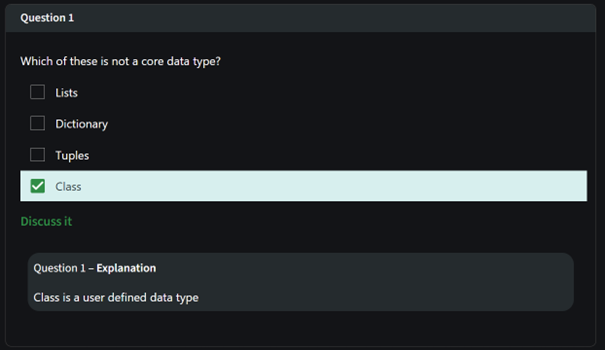 Question 1
Which of these is not a core data type?
Lists
Dictionary
Tuples
Class
Discuss it
Question 1 – Explanation
Class is a user defined data type